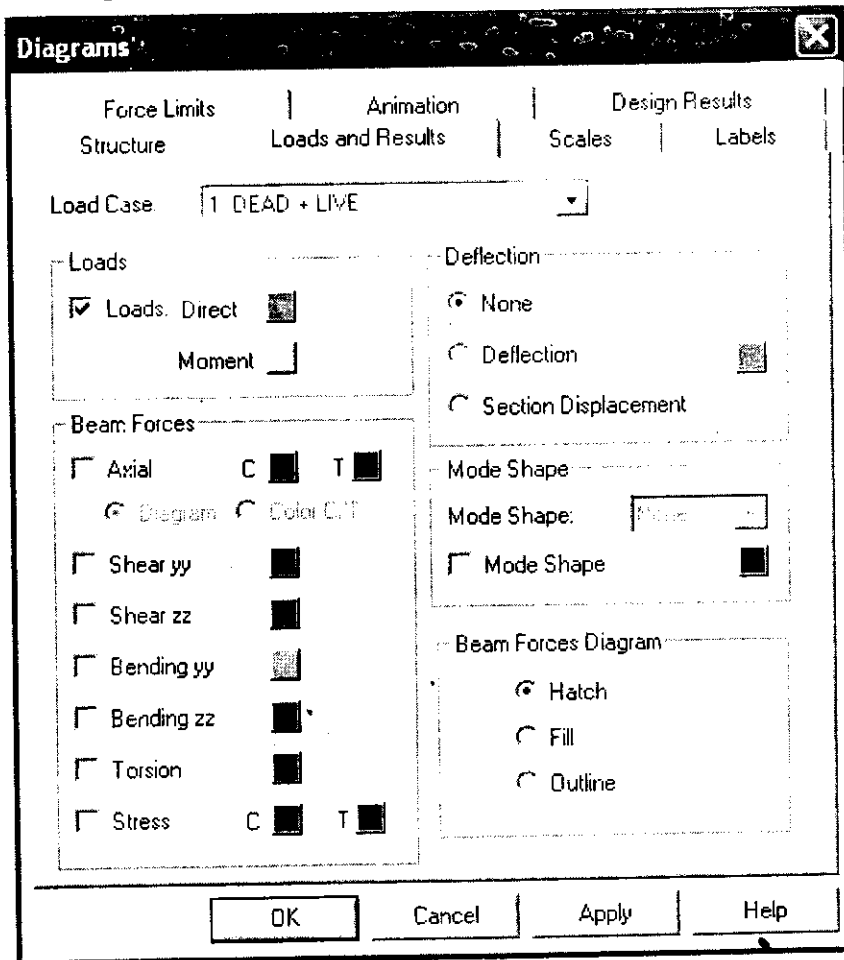 Diagrams
Force Limits Animation Design Results
Structure Loads and Results Scales Labels
Load Case: 1 DEAD + LIVE
Loads
Loads. Direct
Moment
Deflection
None
Deflection
Section Displacement
Beam Forces
Axial C T
Diagram Color C/T
Shear yy
Shear zz
Bending yy
Bending zz
Torsion
Stress C T
Mode Shape
Mode Shape: None
Mode Shape
Beam Forces Diagram
Hatch
Fill
Outline
OK Cancel Apply Help